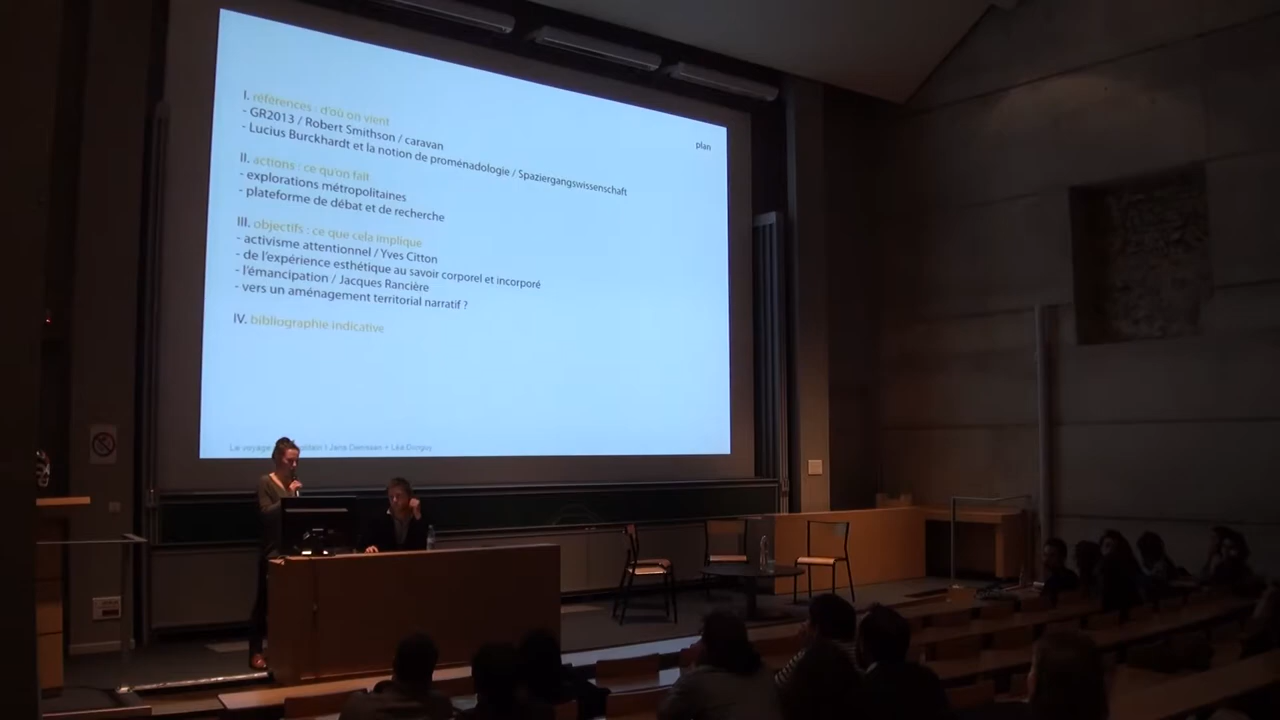 plan
I. références : d'où on vient
- GR2013 / Robert Smithson / caravan
- Lucius Burckhardt et la notion de proménadologie / Spaziergangswissenschaft
II. actions : ce qu'on fait
- explorations métropolitaines
- plateforme de débat et de recherche
III. objectifs : ce que cela implique
- activisme attentionnel / Yves Citton
- de l'expérience esthétique au savoir corporel et incorporé
- l'émancipation / Jacques Rancière
- vers un aménagement territorial narratif ?
IV. bibliographie indicative
Le voyage